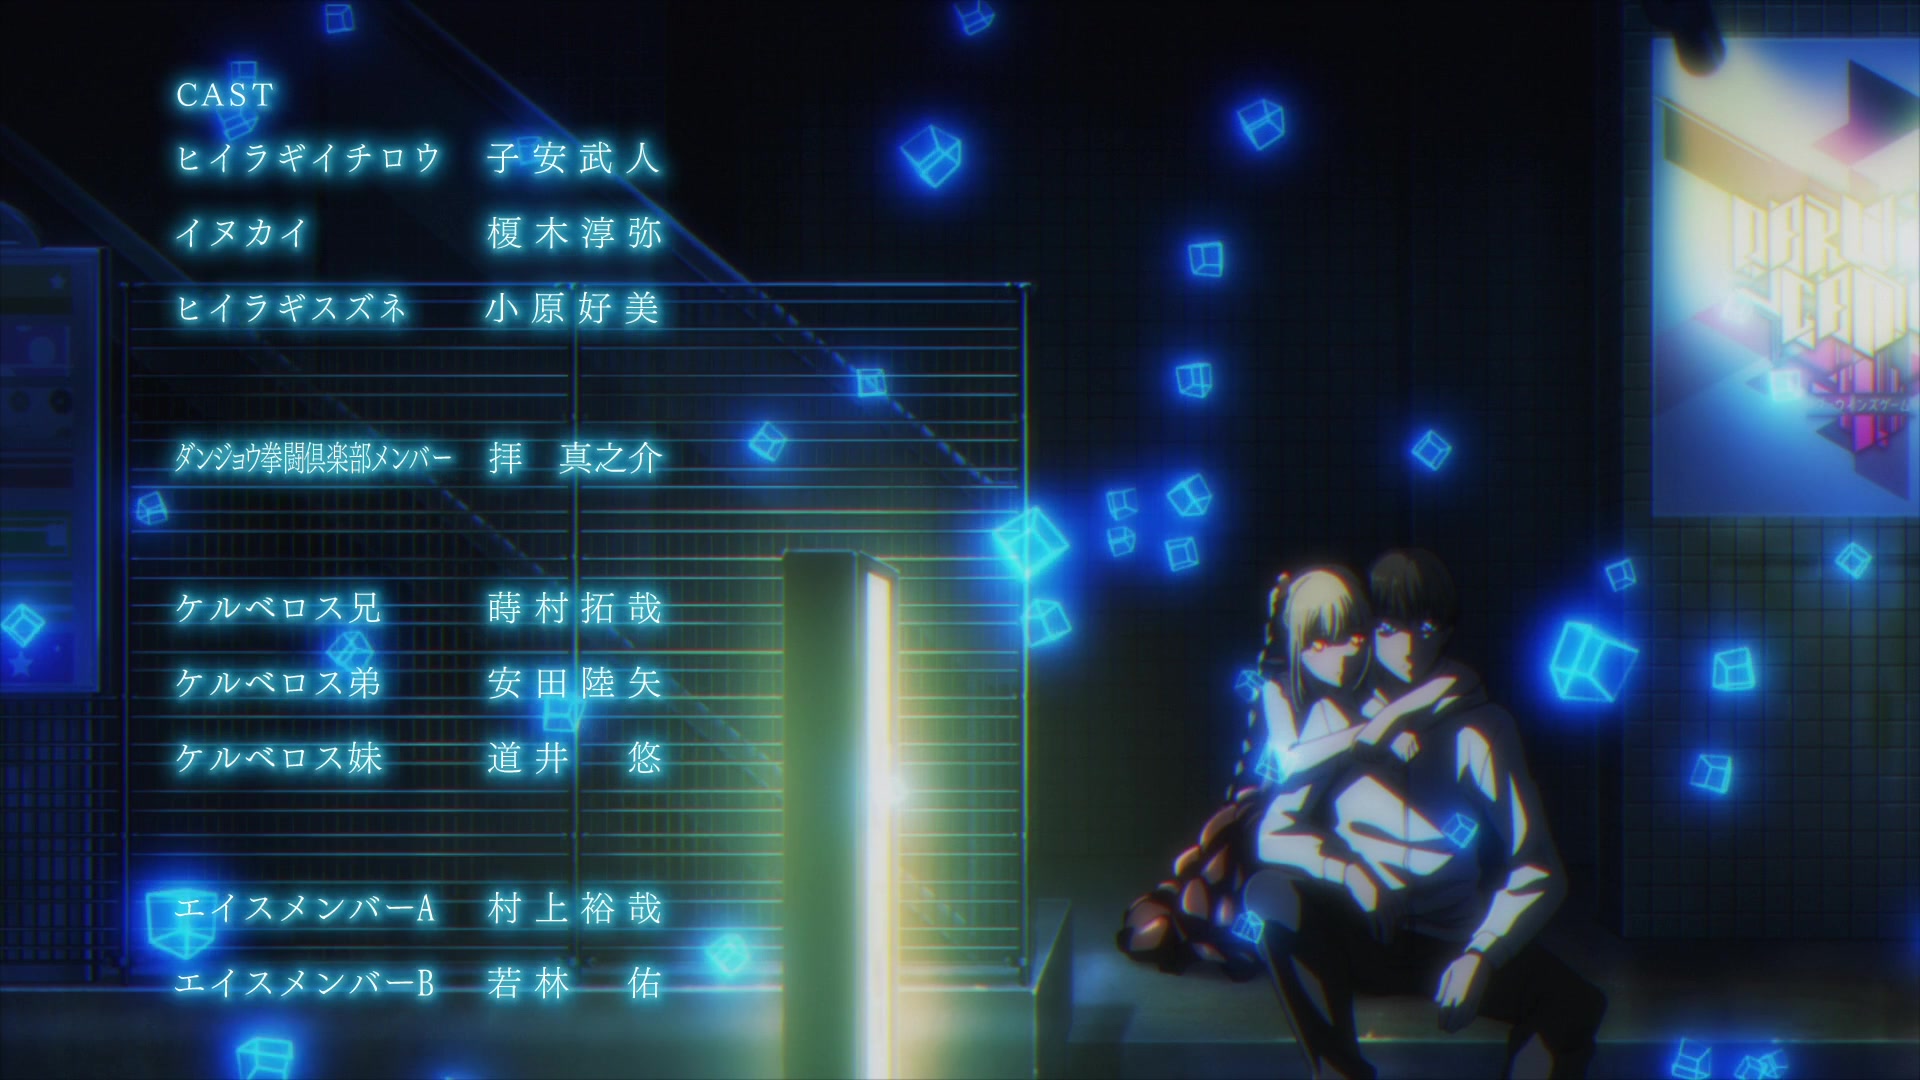 CAST
ヒイラギイチロウ 子安武人
イヌカイ 榎木淳弥
ヒイラギスズネ 小原好美
ダンジョウ拳闘倶楽部メンバー 拝 真之介
ケルベロス兄 蒔村拓哉
ケルベロス弟 安田陸矢
ケルベロス妹 道井 悠
エイスメンバーA 村上裕哉
エイスメンバーB 若林 佑